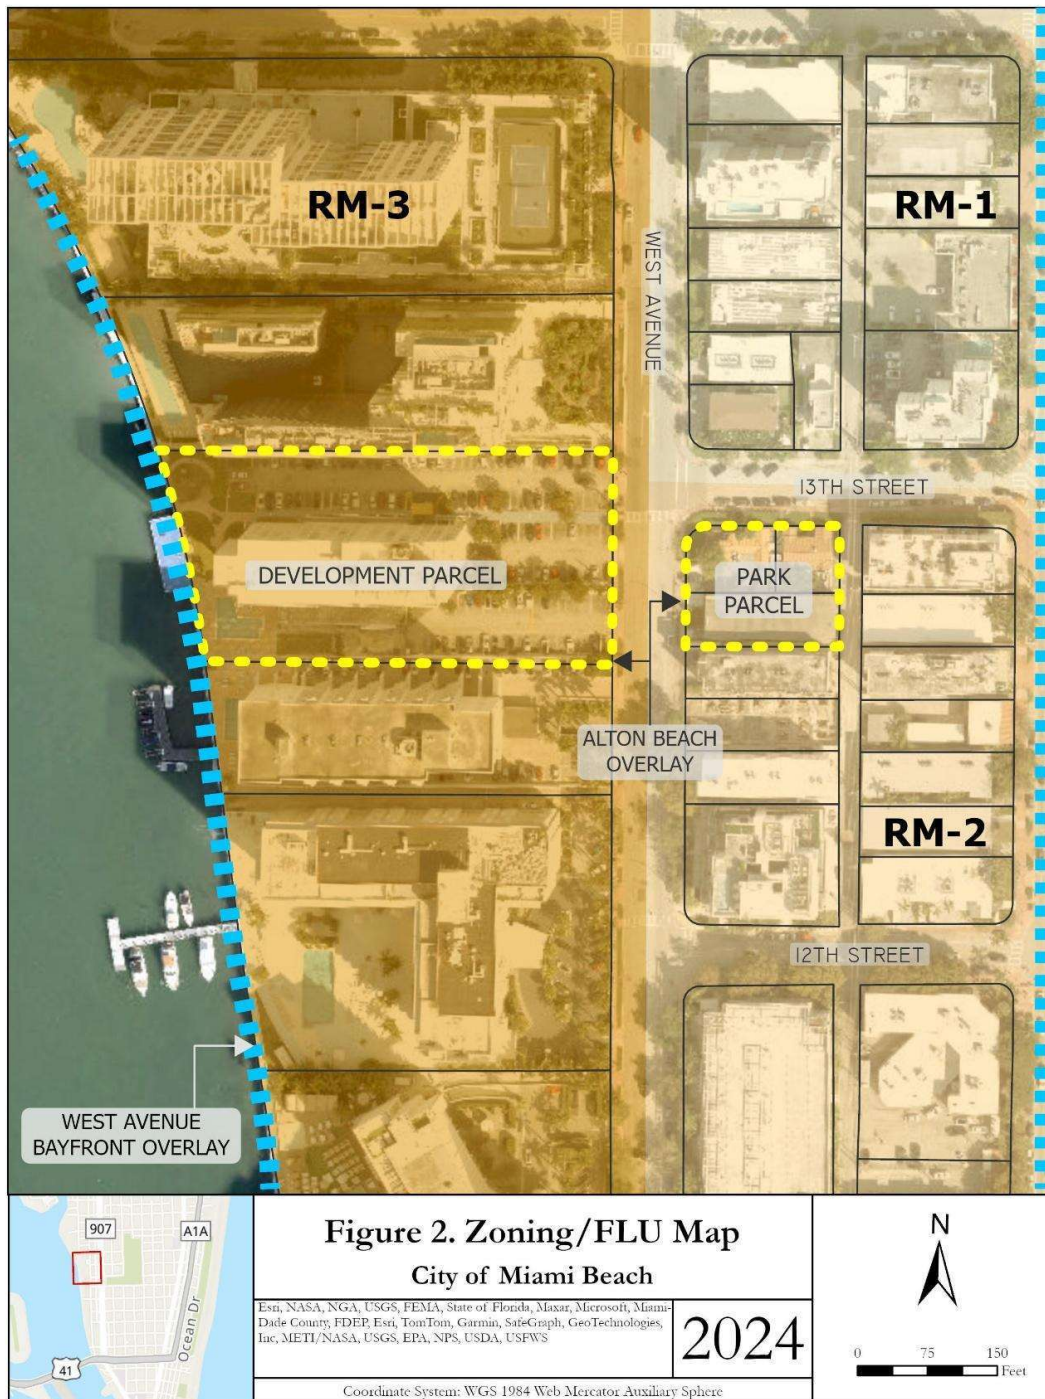 RM-3
RM-1
WEST AVENUE
13TH STREET
DEVELOPMENT PARCEL
PARK
PARCEL
ALTON BEACH
OVERLAY
RM-2
12TH STREET
WEST AVENUE
BAYFRONT OVERLAY
907
A1A
Ocean Dr
41
Figure 2. Zoning/FLU Map
City of Miami Beach
Esri, NASA, NGA, USGS, FEMA, State of Florida, Maxar, Microsoft, Miami-
Dade County, FDEP, Esri, TomTom, Garmin, SafeGraph, GeoTechnologies,
Inc, METI/NASA, USGS, EPA, NPS, USDA, USFWS
2024
Coordinate System: WGS 1984 Web Mercator Auxiliary Sphere
N
0 75 150
Feet